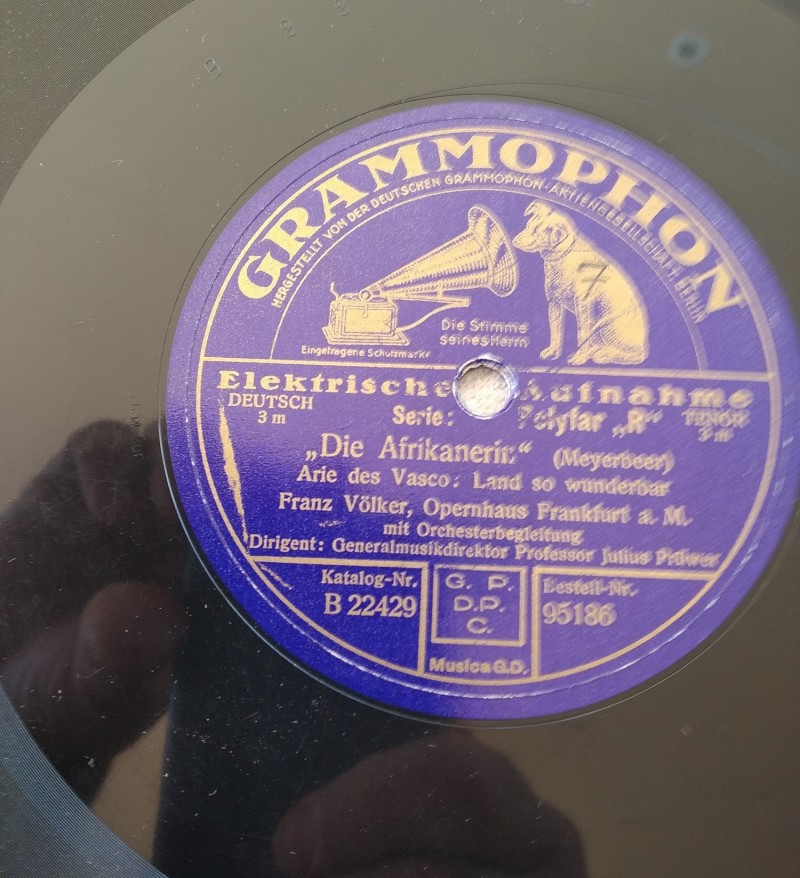 GRAMMOPHON
HERGESTELLT VON DER DEUTSCHEN GRAMMOPHON-AKTIENGESELLSCHAFT, BERLIN
7
Die Stimme
seines Herrn
Eingetragene Schutzmarke
Elektrische Aufnahme
DEUTSCH
3 m
Serie: Polyfar „R“
TENOR
3 m
„Die Afrikanerin“ (Meyerbeer)
Arie des Vasco: Land so wunderbar
Franz Völker, Opernhaus Frankfurt a. M.
mit Orchesterbegleitung
Dirigent: Generalmusikdirektor Professor Julius Prüwer
Katalog-Nr.
B 22429
G. P.
D.P.
C.
Musica G.D.
Bestell-Nr.
95186